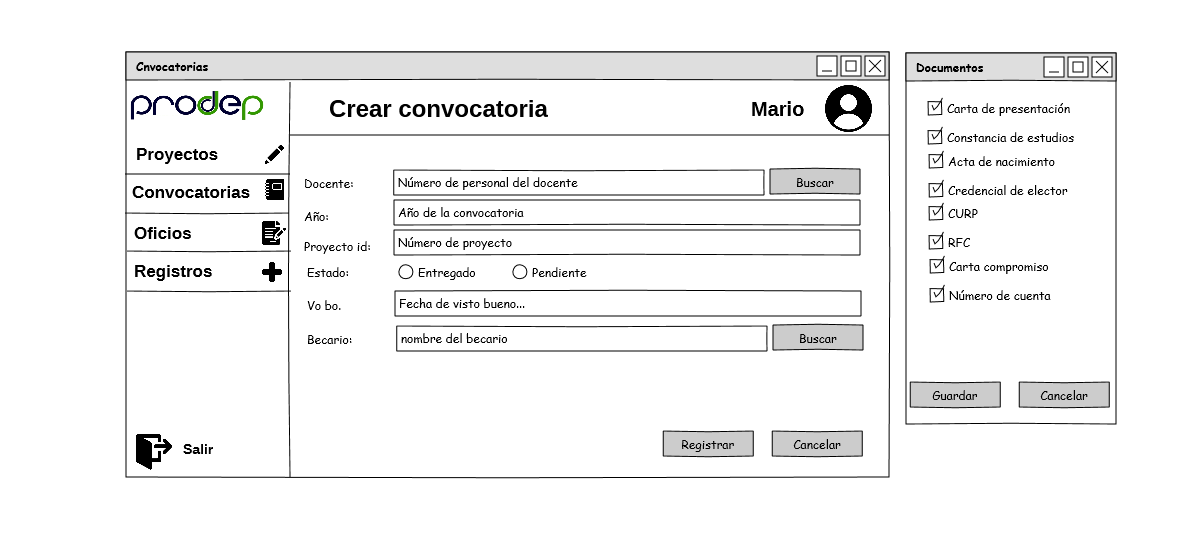 Cnvocatorias
prodep
Crear convocatoria
Mario
Proyectos
Convocatorias
Oficios
Registros
Salir
Docente: Número de personal del docente Buscar
Año: Año de la convocatoria
Proyecto id: Número de proyecto
Estado: Entregado Pendiente
Vo bo. Fecha de visto bueno...
Becario: nombre del becario Buscar
Registrar Cancelar
Documentos
Carta de presentación
Constancia de estudios
Acta de nacimiento
Credencial de elector
CURP
RFC
Carta compromiso
Número de cuenta
Guardar Cancelar